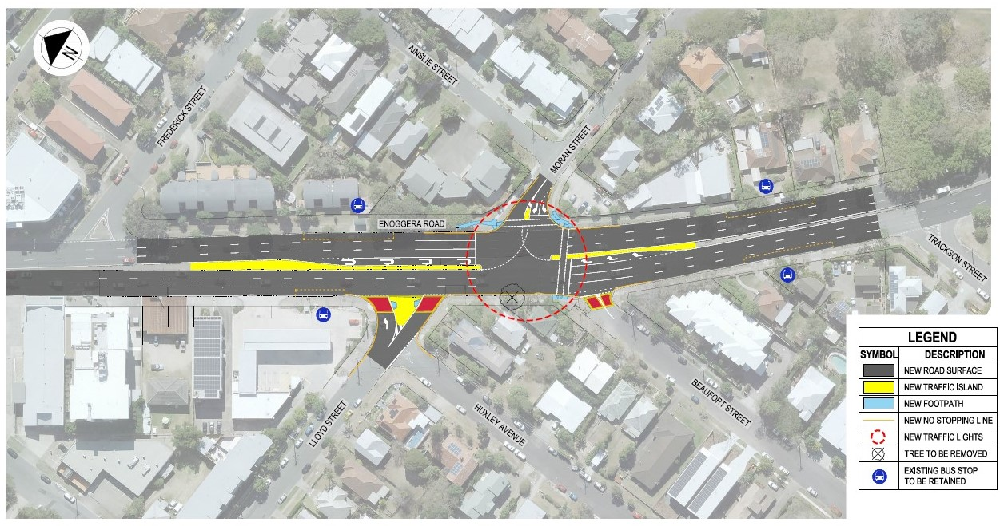 N
AINSLIE STREET
FREDERICK STREET
MORAN STREET
ENOGGERA ROAD
TRACKSON STREET
LLOYD STREET
HUXLEY AVENUE
BEAUFORT STREET
LEGEND
SYMBOL DESCRIPTION
NEW ROAD SURFACE
NEW TRAFFIC ISLAND
NEW FOOTPATH
NEW NO STOPPING LINE
NEW TRAFFIC LIGHTS
TREE TO BE REMOVED
EXISTING BUS STOP
TO BE RETAINED